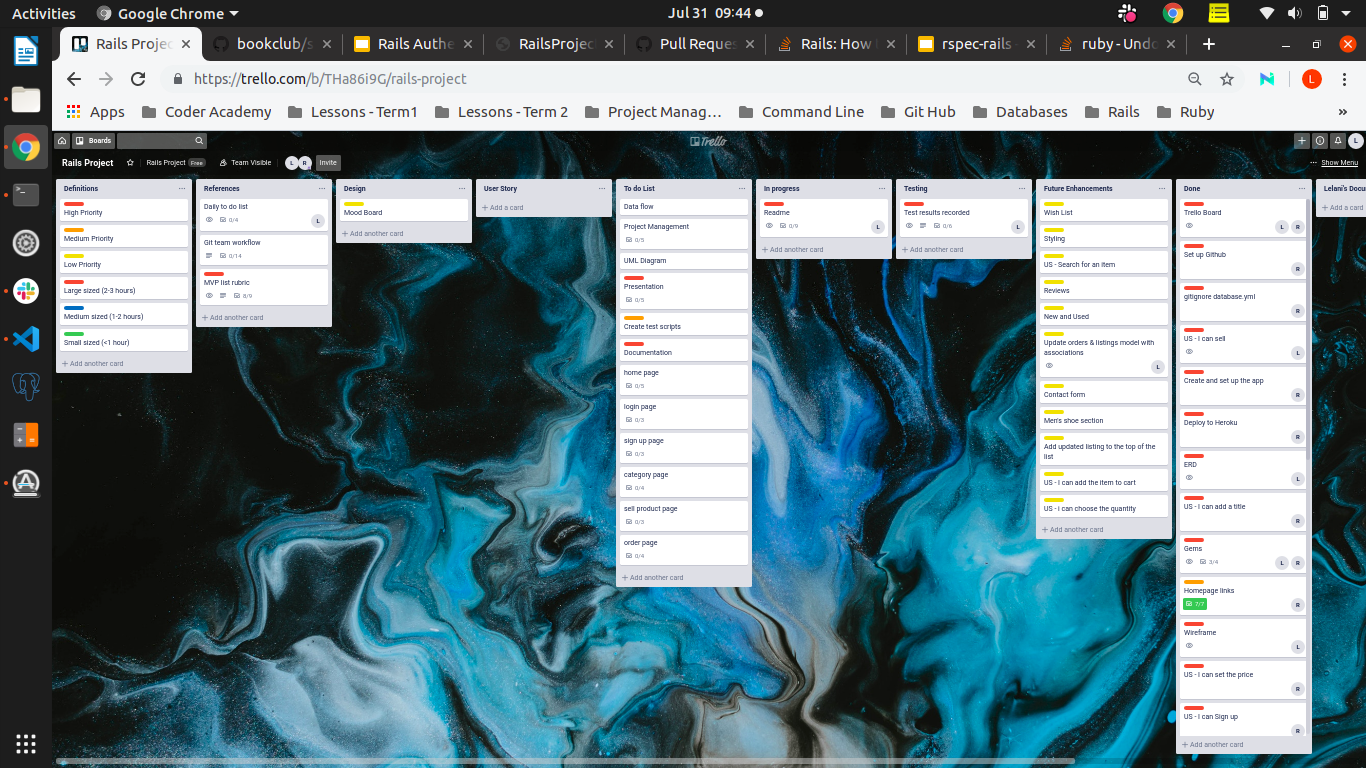 Activities
Google Chrome
Jul 31 09:44
Rails Projec
bookclub/s
Rails Authe
RailsProjec
Pull Reques
Rails: How
rspec-rails
ruby - Undo
https://trello.com/b/THa86i9G/rails-project
L
Apps
Coder Academy
Lessons - Term1
Lessons - Term 2
Project Manag…
Command Line
Git Hub
Databases
Rails
Ruby
»
Boards
Trello
L
Rails Project
Rails Project Free
Team Visible
L R
Invite
... Show Menu
Definitions
High Priority
Medium Priority
Low Priority
Large sized (2-3 hours)
Medium sized (1-2 hours)
Small sized (<1 hour)
+ Add another card
References
Daily to do list
0/4
L
Git team workflow
0/14
MVP list rubric
8/9
+ Add another card
Design
Mood Board
+ Add another card
User Story
+ Add a card
To do List
Data flow
Project Management
0/5
UML Diagram
Presentation
0/5
Create test scripts
Documentation
home page
0/5
login page
0/3
sign up page
0/3
category page
0/4
sell product page
0/3
order page
0/4
+ Add another card
In progress
Readme
0/9
L
+ Add another card
Testing
Test results recorded
0/6
L
+ Add another card
Future Enhancements
Wish List
Styling
US - Search for an item
Reviews
New and Used
Update orders & listings model with
associations
L
Contact form
Men's shoe section
Add updated listing to the top of the
list
US - I can add the item to cart
US - i can choose the quantity
+ Add another card
Done
Trello Board
L R
Set up Github
R
gitignore database.yml
R
US - I can sell
L
Create and set up the app
R
Deploy to Heroku
R
ERD
L
US - I can add a title
R
Gems
3/4
L R
Homepage links
7/7
R
Wireframe
L
US - I can set the price
R
US - I can Sign up
R
+ Add another card
Lelani's Docu
+ Add a card